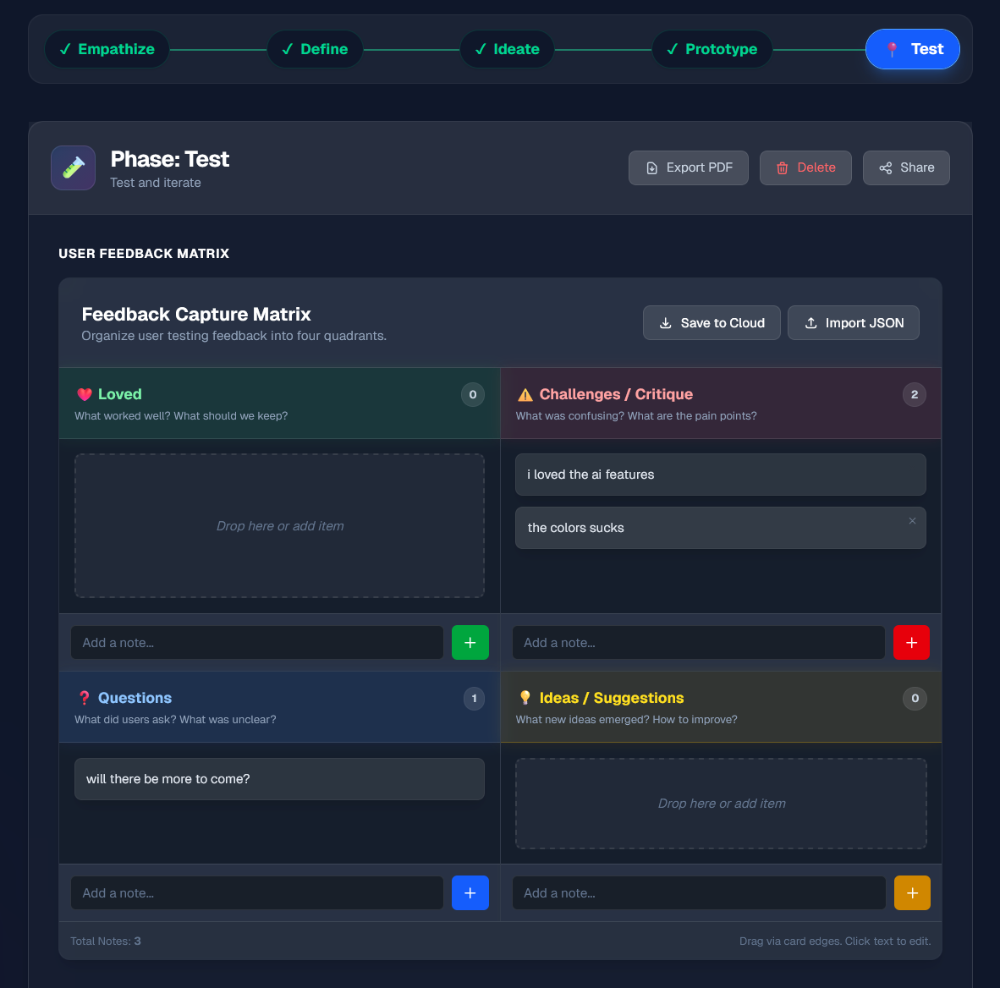 ✓ Empathize
✓ Define
✓ Ideate
✓ Prototype
Test
Phase: Test
Test and iterate
Export PDF
Delete
Share
USER FEEDBACK MATRIX
Feedback Capture Matrix
Organize user testing feedback into four quadrants.
Save to Cloud
Import JSON
Loved
0
What worked well? What should we keep?
Challenges / Critique
2
What was confusing? What are the pain points?
Drop here or add item
i loved the ai features
the colors sucks
×
Add a note...
+
Add a note...
+
❓ Questions
1
What did users ask? What was unclear?
Ideas / Suggestions
0
What new ideas emerged? How to improve?
will there be more to come?
Drop here or add item
Add a note...
+
Add a note...
+
Total Notes: 3
Drag via card edges. Click text to edit.